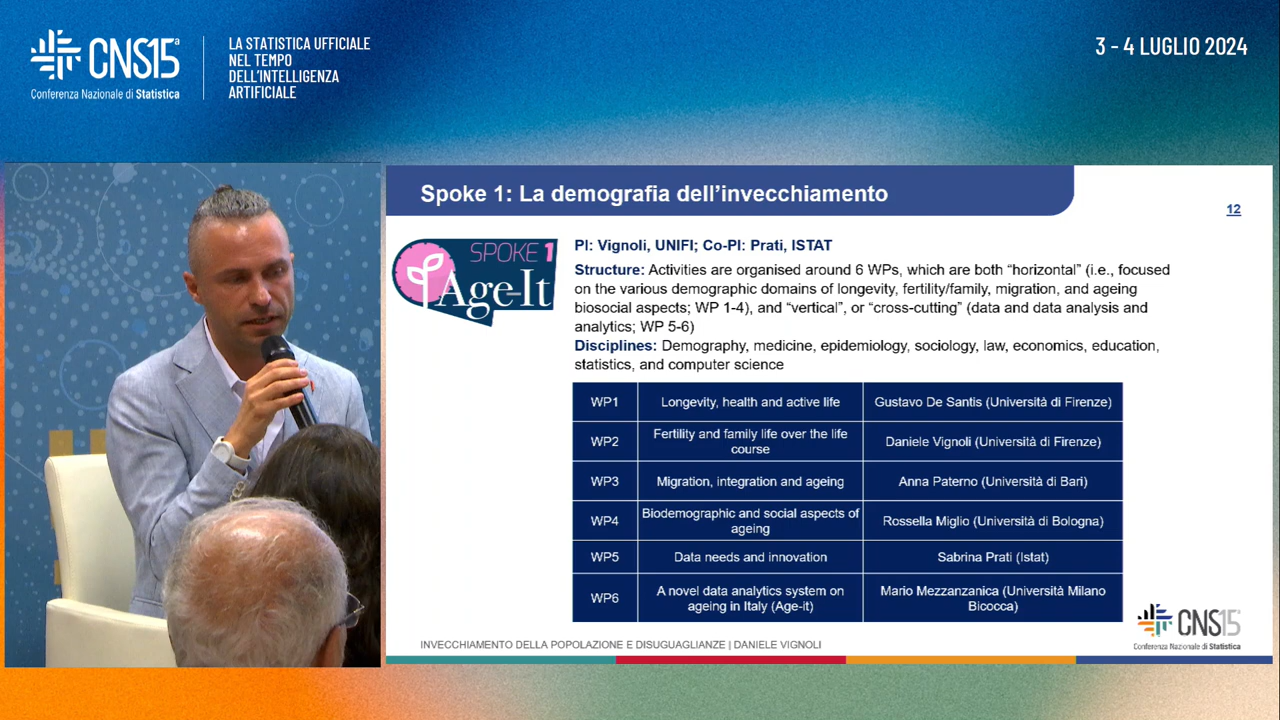 CNS15ª
Conferenza Nazionale di Statistica
LA STATISTICA UFFICIALE
NEL TEMPO
DELL'INTELLIGENZA
ARTIFICIALE
3 - 4 LUGLIO 2024
Spoke 1: La demografia dell'invecchiamento
12
SPOKE 1
Age-It
PI: Vignoli, UNIFI; Co-PI: Prati, ISTAT
Structure: Activities are organised around 6 WPs, which are both “horizontal” (i.e., focused
on the various demographic domains of longevity, fertility/family, migration, and ageing
biosocial aspects; WP 1-4), and “vertical”, or “cross-cutting” (data and data analysis and
analytics; WP 5-6)
Disciplines: Demography, medicine, epidemiology, sociology, law, economics, education,
statistics, and computer science
WP1 Longevity, health and active life Gustavo De Santis (Università di Firenze)
WP2 Fertility and family life over the life
course Daniele Vignoli (Università di Firenze)
WP3 Migration, integration and ageing Anna Paterno (Università di Bari)
WP4 Biodemographic and social aspects of
ageing Rossella Miglio (Università di Bologna)
WP5 Data needs and innovation Sabrina Prati (Istat)
WP6 A novel data analytics system on
ageing in Italy (Age-it) Mario Mezzanzanica (Università Milano
Bicocca)
INVECCHIAMENTO DELLA POPOLAZIONE E DISUGUAGLIANZE | DANIELE VIGNOLI
CNS15ª
Conferenza Nazionale di Statistica